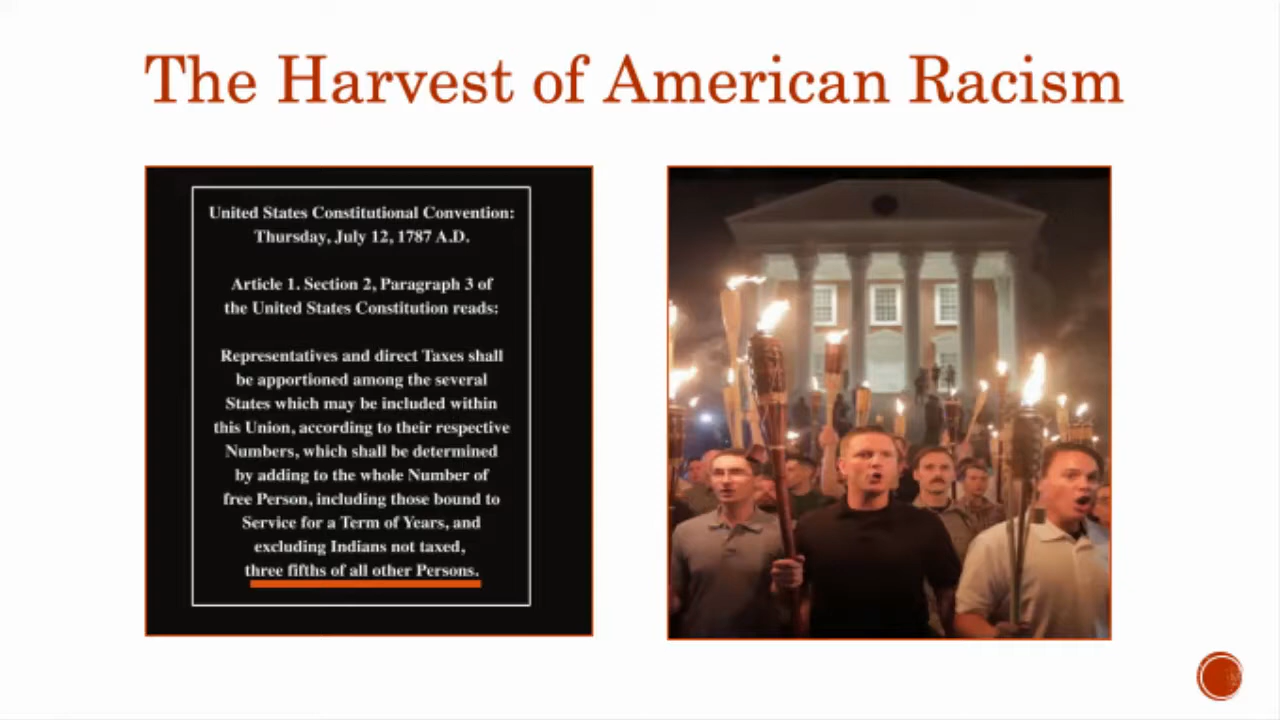 The Harvest of American Racism
United States Constitutional Convention:
Thursday, July 12, 1787 A.D.
Article 1. Section 2, Paragraph 3 of
the United States Constitution reads:
Representatives and direct Taxes shall
be apportioned among the several
States which may be included within
this Union, according to their respective
Numbers, which shall be determined
by adding to the whole Number of
free Person, including those bound to
Service for a Term of Years, and
excluding Indians not taxed,
three fifths of all other Persons.